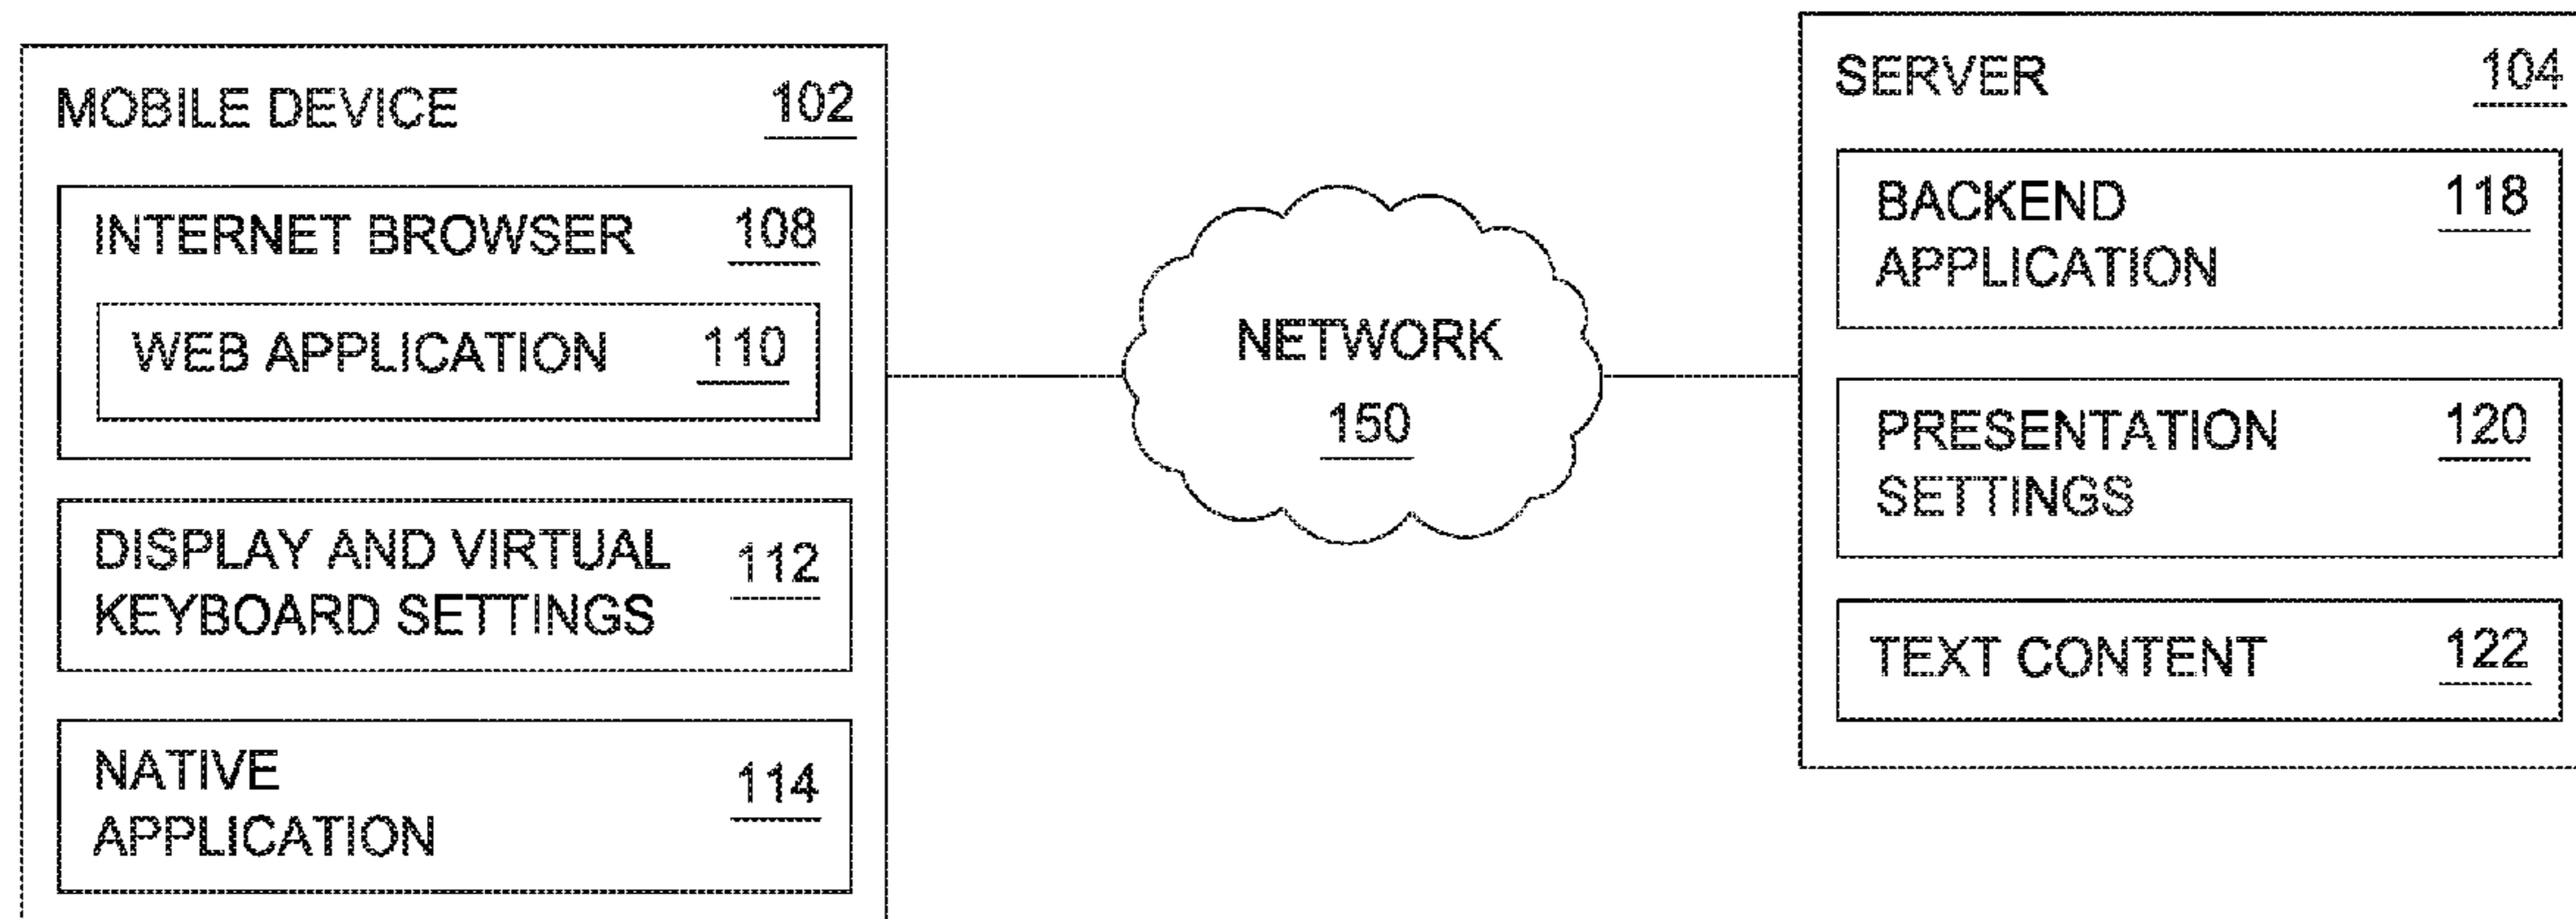 MOBILE DEVICE 102
INTERNET BROWSER 108
WEB APPLICATION 110
DISPLAY AND VIRTUAL 112
KEYBOARD SETTINGS
NATIVE 114
APPLICATION
NETWORK
150
SERVER 104
BACKEND 118
APPLICATION
PRESENTATION 120
SETTINGS
TEXT CONTENT 122